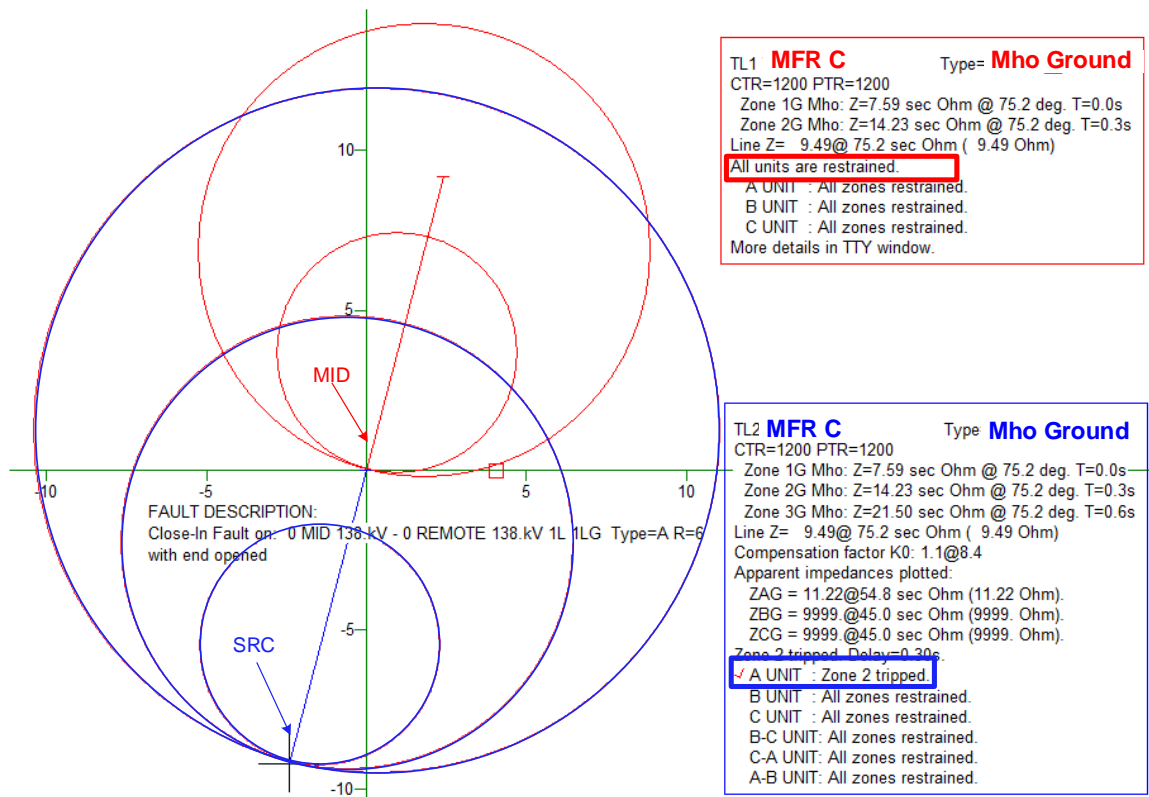 TL1 MFR C Type= Mho Ground
CTR=1200 PTR=1200
Zone 1G Mho: Z=7.59 sec Ohm @ 75.2 deg. T=0.0s
Zone 2G Mho: Z=14.23 sec Ohm @ 75.2 deg. T=0.3s
Line Z= 9.49@ 75.2 sec Ohm ( 9.49 Ohm)
All units are restrained.
A UNIT : All zones restrained.
B UNIT : All zones restrained.
C UNIT : All zones restrained.
More details in TTY window.
10
5
MID
-10
-5
5
10
FAULT DESCRIPTION:
Close-In Fault on: 0 MID 138.kV - 0 REMOTE 138.kV 1L 1LG Type=A R=6
with end opened
-5
SRC
-10
TL2 MFR C Type Mho Ground
CTR=1200 PTR=1200
Zone 1G Mho: Z=7.59 sec Ohm @ 75.2 deg. T=0.0s
Zone 2G Mho: Z=14.23 sec Ohm @ 75.2 deg. T=0.3s
Zone 3G Mho: Z=21.50 sec Ohm @ 75.2 deg. T=0.6s
Line Z= 9.49@ 75.2 sec Ohm ( 9.49 Ohm)
Compensation factor K0: 1.1@8.4
Apparent impedances plotted:
ZAG = 11.22@54.8 sec Ohm (11.22 Ohm).
ZBG = 9999.@45.0 sec Ohm (9999. Ohm).
ZCG = 9999.@45.0 sec Ohm (9999. Ohm).
Zone 2 tripped. Delay=0.30s.
A UNIT : Zone 2 tripped.
B UNIT : All zones restrained.
C UNIT : All zones restrained.
B-C UNIT: All zones restrained.
C-A UNIT: All zones restrained.
A-B UNIT: All zones restrained.